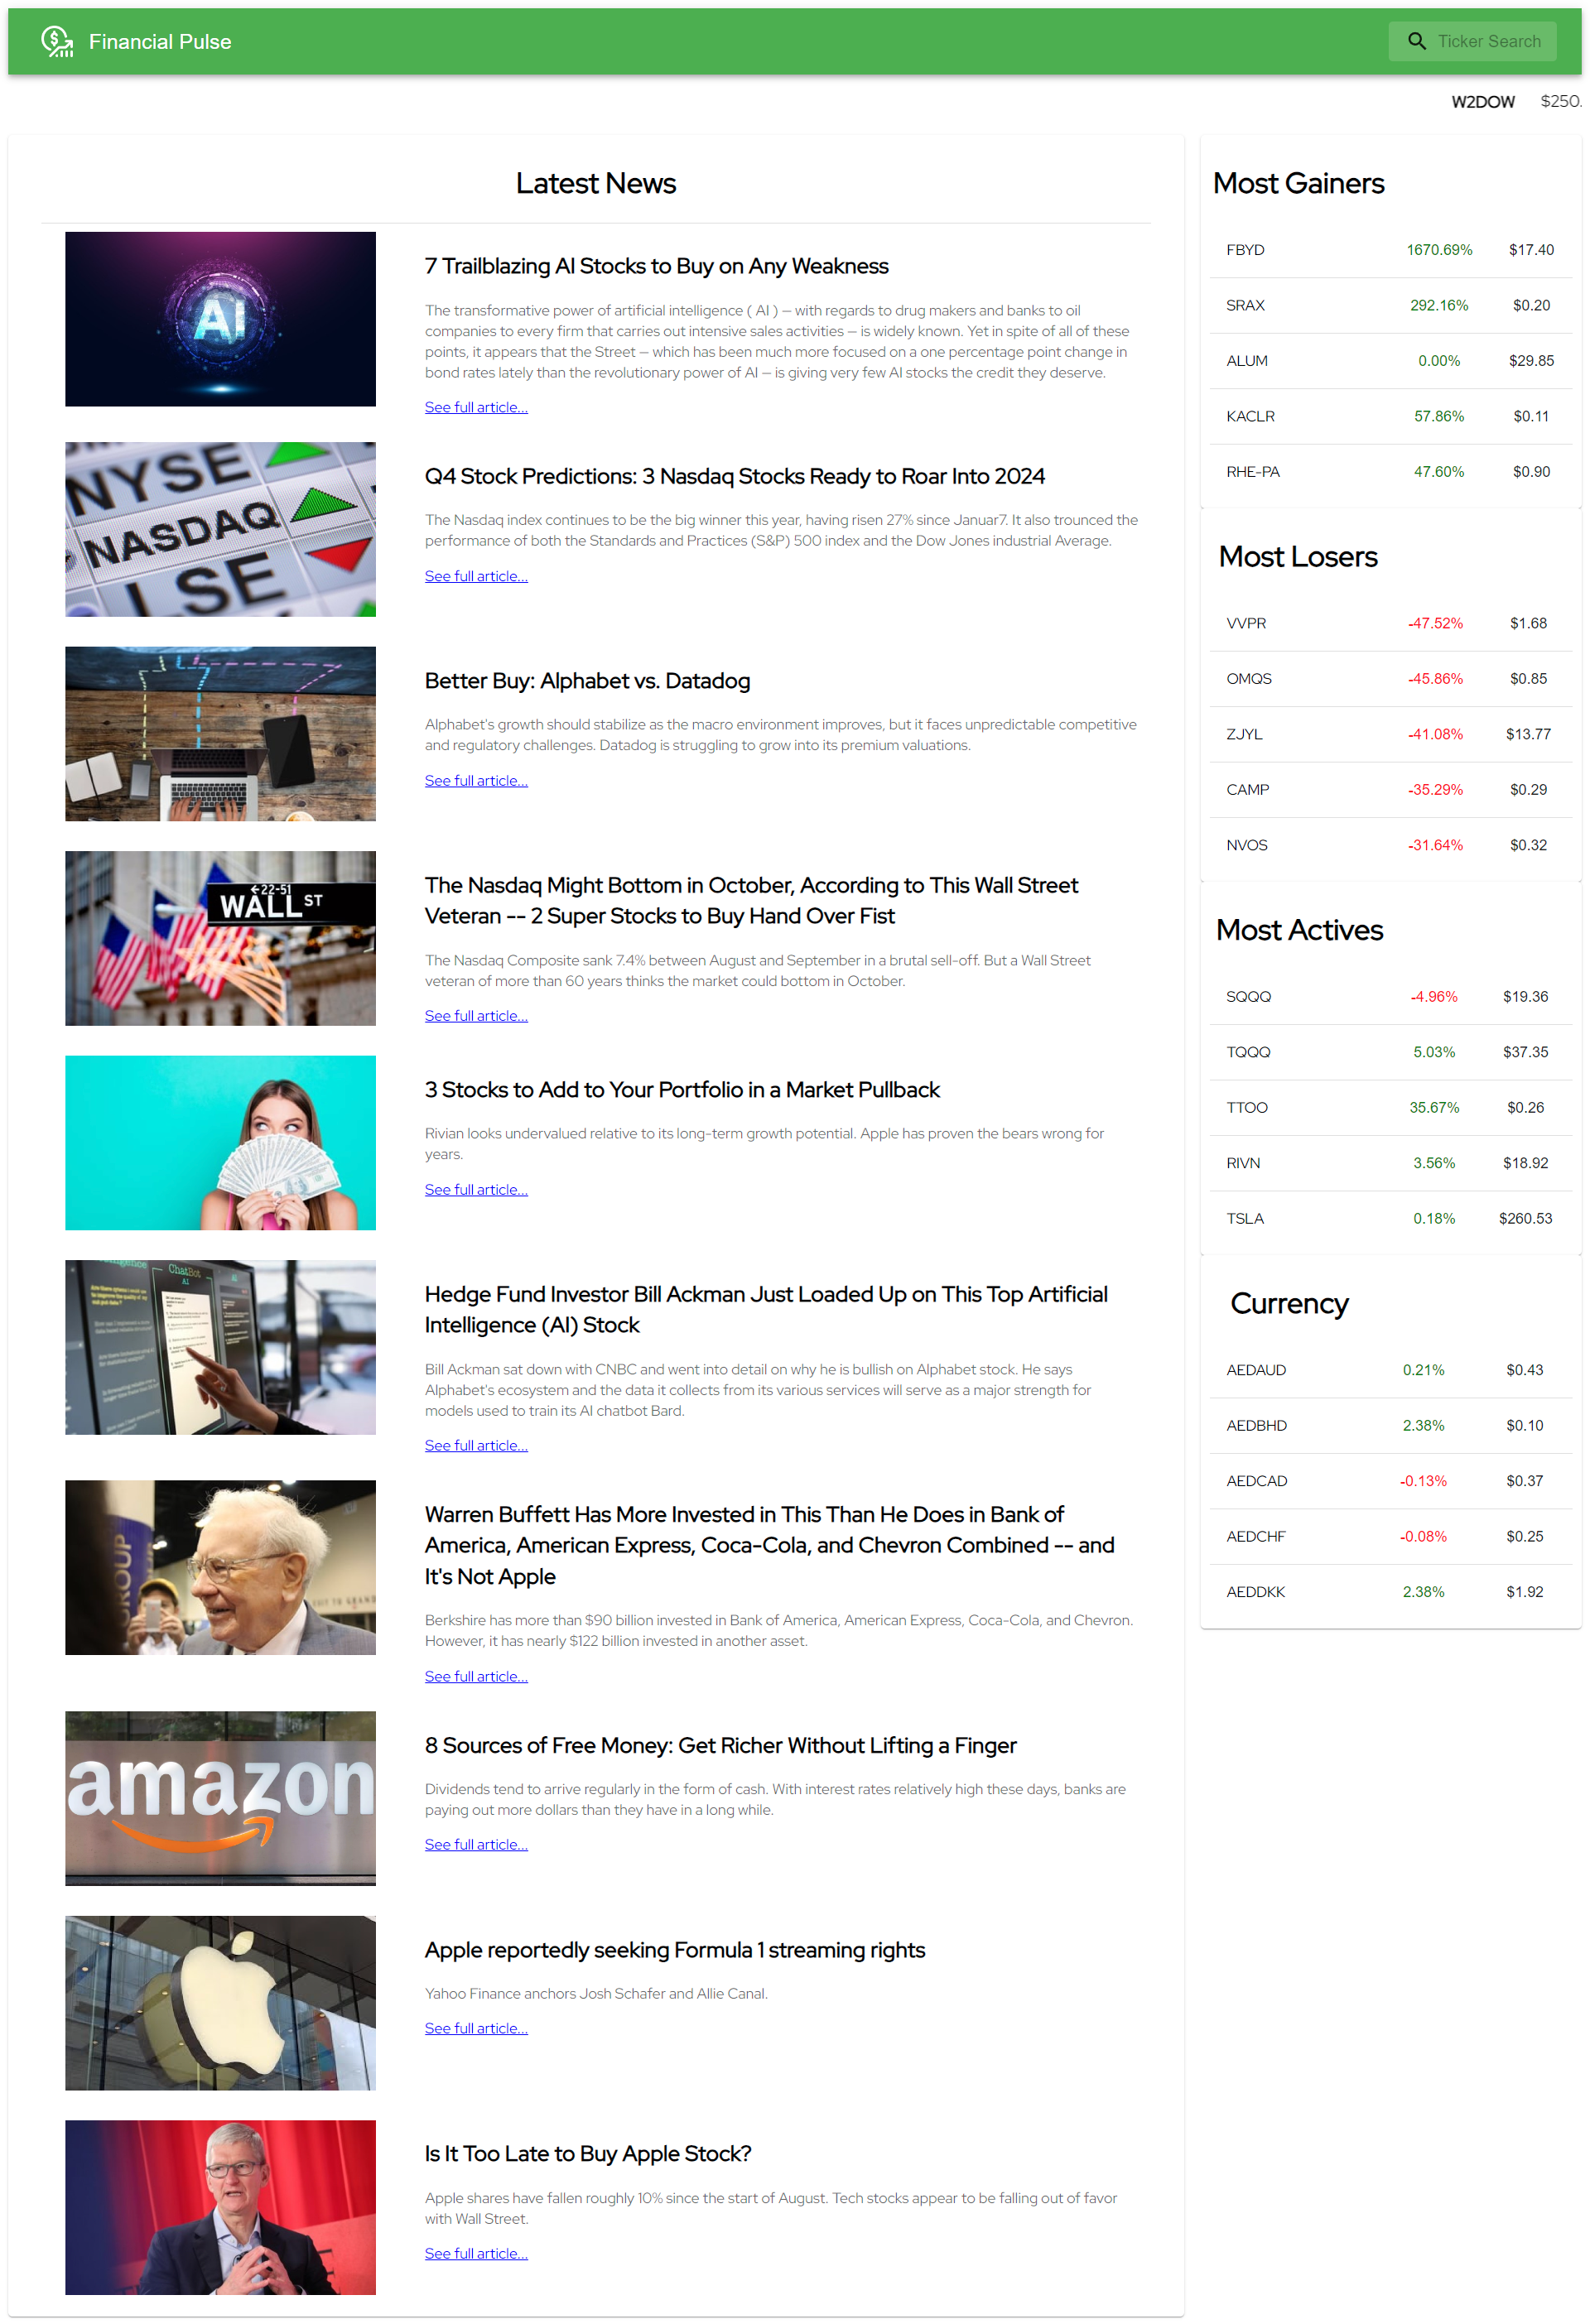 Financial Pulse
Ticker Search
W2DOW $250.
Latest News
AI
7 Trailblazing AI Stocks to Buy on Any Weakness
The transformative power of artificial intelligence ( AI ) — with regards to drug makers and banks to oil
companies to every firm that carries out intensive sales activities — is widely known. Yet in spite of all of these
points, it appears that the Street — which has been much more focused on a one percentage point change in
bond rates lately than the revolutionary power of AI — is giving very few AI stocks the credit they deserve.
See full article...
NYSE
NASDAQ
LSE
Q4 Stock Predictions: 3 Nasdaq Stocks Ready to Roar Into 2024
The Nasdaq index continues to be the big winner this year, having risen 27% since Januar7. It also trounced the
performance of both the Standards and Practices (S&P) 500 index and the Dow Jones industrial Average.
See full article...
Better Buy: Alphabet vs. Datadog
Alphabet's growth should stabilize as the macro environment improves, but it faces unpredictable competitive
and regulatory challenges. Datadog is struggling to grow into its premium valuations.
See full article...
22-51
WALL ST
The Nasdaq Might Bottom in October, According to This Wall Street
Veteran -- 2 Super Stocks to Buy Hand Over Fist
The Nasdaq Composite sank 7.4% between August and September in a brutal sell-off. But a Wall Street
veteran of more than 60 years thinks the market could bottom in October.
See full article...
3 Stocks to Add to Your Portfolio in a Market Pullback
Rivian looks undervalued relative to its long-term growth potential. Apple has proven the bears wrong for
years.
See full article...
ChatBot
AI
AI
Hedge Fund Investor Bill Ackman Just Loaded Up on This Top Artificial
Intelligence (AI) Stock
Bill Ackman sat down with CNBC and went into detail on why he is bullish on Alphabet stock. He says
Alphabet's ecosystem and the data it collects from its various services will serve as a major strength for
models used to train its AI chatbot Bard.
See full article...
GROUP
Warren Buffett Has More Invested in This Than He Does in Bank of
America, American Express, Coca-Cola, and Chevron Combined -- and
It's Not Apple
Berkshire has more than $90 billion invested in Bank of America, American Express, Coca-Cola, and Chevron.
However, it has nearly $122 billion invested in another asset.
See full article...
amazon
8 Sources of Free Money: Get Richer Without Lifting a Finger
Dividends tend to arrive regularly in the form of cash. With interest rates relatively high these days, banks are
paying out more dollars than they have in a long while.
See full article...
Apple reportedly seeking Formula 1 streaming rights
Yahoo Finance anchors Josh Schafer and Allie Canal.
See full article...
Is It Too Late to Buy Apple Stock?
Apple shares have fallen roughly 10% since the start of August. Tech stocks appear to be falling out of favor
with Wall Street.
See full article...
Most Gainers
FBYD 1670.69% $17.40
SRAX 292.16% $0.20
ALUM 0.00% $29.85
KACLR 57.86% $0.11
RHE-PA 47.60% $0.90
Most Losers
VVPR -47.52% $1.68
OMQS -45.86% $0.85
ZJYL -41.08% $13.77
CAMP -35.29% $0.29
NVOS -31.64% $0.32
Most Actives
SQQQ -4.96% $19.36
TQQQ 5.03% $37.35
TTOO 35.67% $0.26
RIVN 3.56% $18.92
TSLA 0.18% $260.53
Currency
AEDAUD 0.21% $0.43
AEDBHD 2.38% $0.10
AEDCAD -0.13% $0.37
AEDCHF -0.08% $0.25
AEDDKK 2.38% $1.92